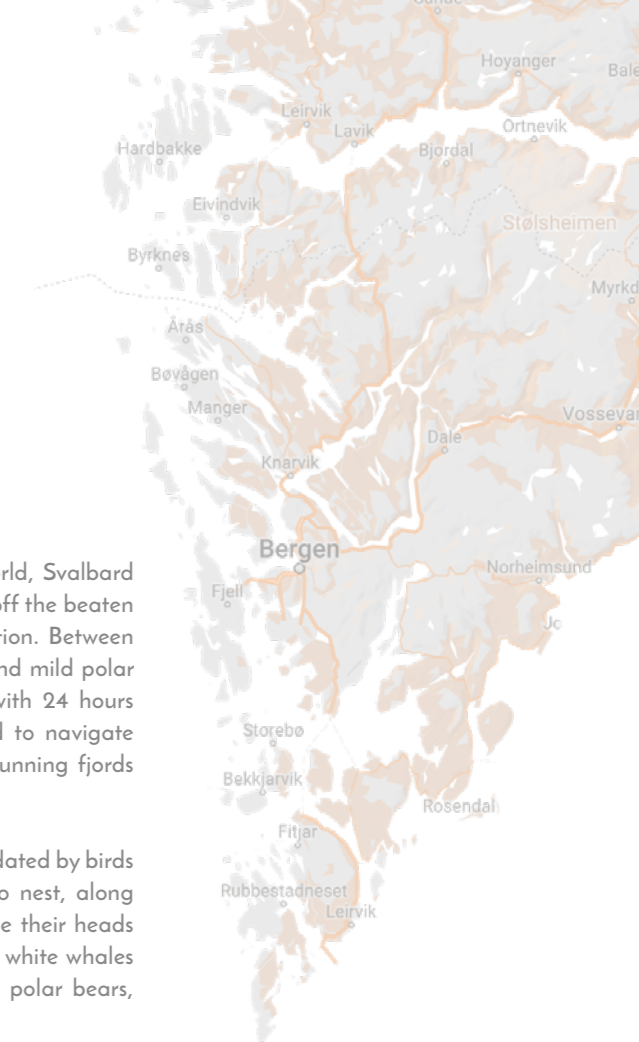 Hoyanger
Bale
Leirvik
Lavik
Ortnevik
Hardbakke
Bjordal
Eivindvik
Stølsheimen
Byrknes
Myrkd
Årås
Bøvågen
Manger
Vossevan
Dale
Knarvik
Bergen
Norheimsund
Fjell
Jo
Storebø
Bekkjarvik
Rosendal
Fitjar
Rubbestadneset
Leirvik
rld, Svalbard
off the beaten
tion. Between
nd mild polar
with 24 hours
to navigate
unning fjords
dated by birds
o nest, along
e their heads
white whales
polar bears,